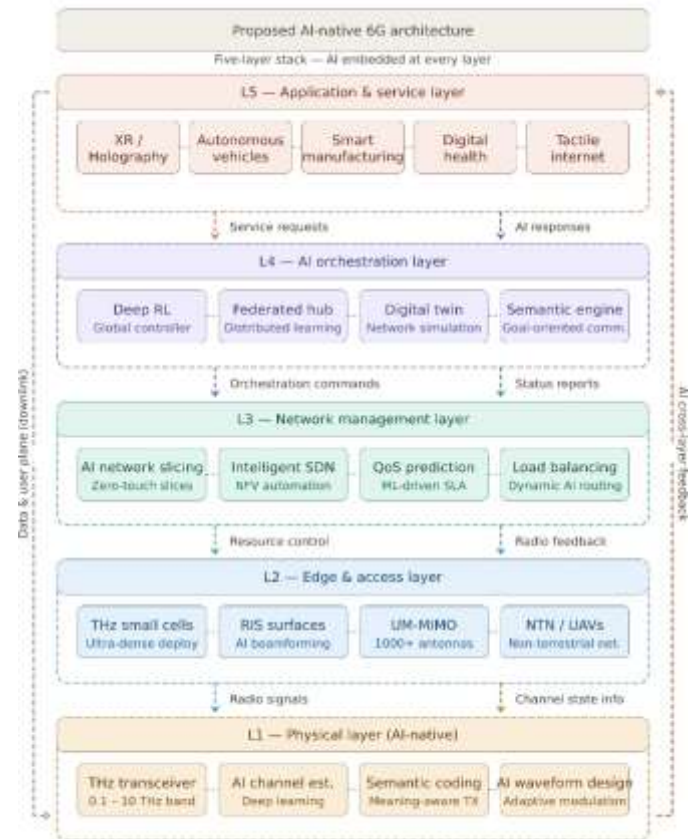 Proposed AI-native 6G architecture
Five-layer stack — AI embedded at every layer
L5 — Application & service layer
XR /
Holography
Autonomous
vehicles
Smart
manufacturing
Digital
health
Tactile
internet
Service requests
AI responses
L4 — AI orchestration layer
Deep RL
Global controller
Federated hub
Distributed learning
Digital twin
Network simulation
Semantic engine
Goal-oriented comm.
Orchestration commands
Status reports
L3 — Network management layer
AI network slicing
Zero-touch slices
Intelligent SDN
NFV automation
QoS prediction
ML-driven SLA
Load balancing
Dynamic AI routing
Resource control
Radio feedback
L2 — Edge & access layer
THz small cells
Ultra-dense deploy
RIS surfaces
AI beamforming
UM-MIMO
1000+ antennas
NTN / UAVs
Non-terrestrial net.
Radio signals
Channel state info
L1 — Physical layer (AI-native)
THz transceiver
0.1 – 10 THz band
AI channel est.
Deep learning
Semantic coding
Meaning-aware TX
AI waveform design
Adaptive modulation
Data & user plane (downlink)
AI cross-layer feedback